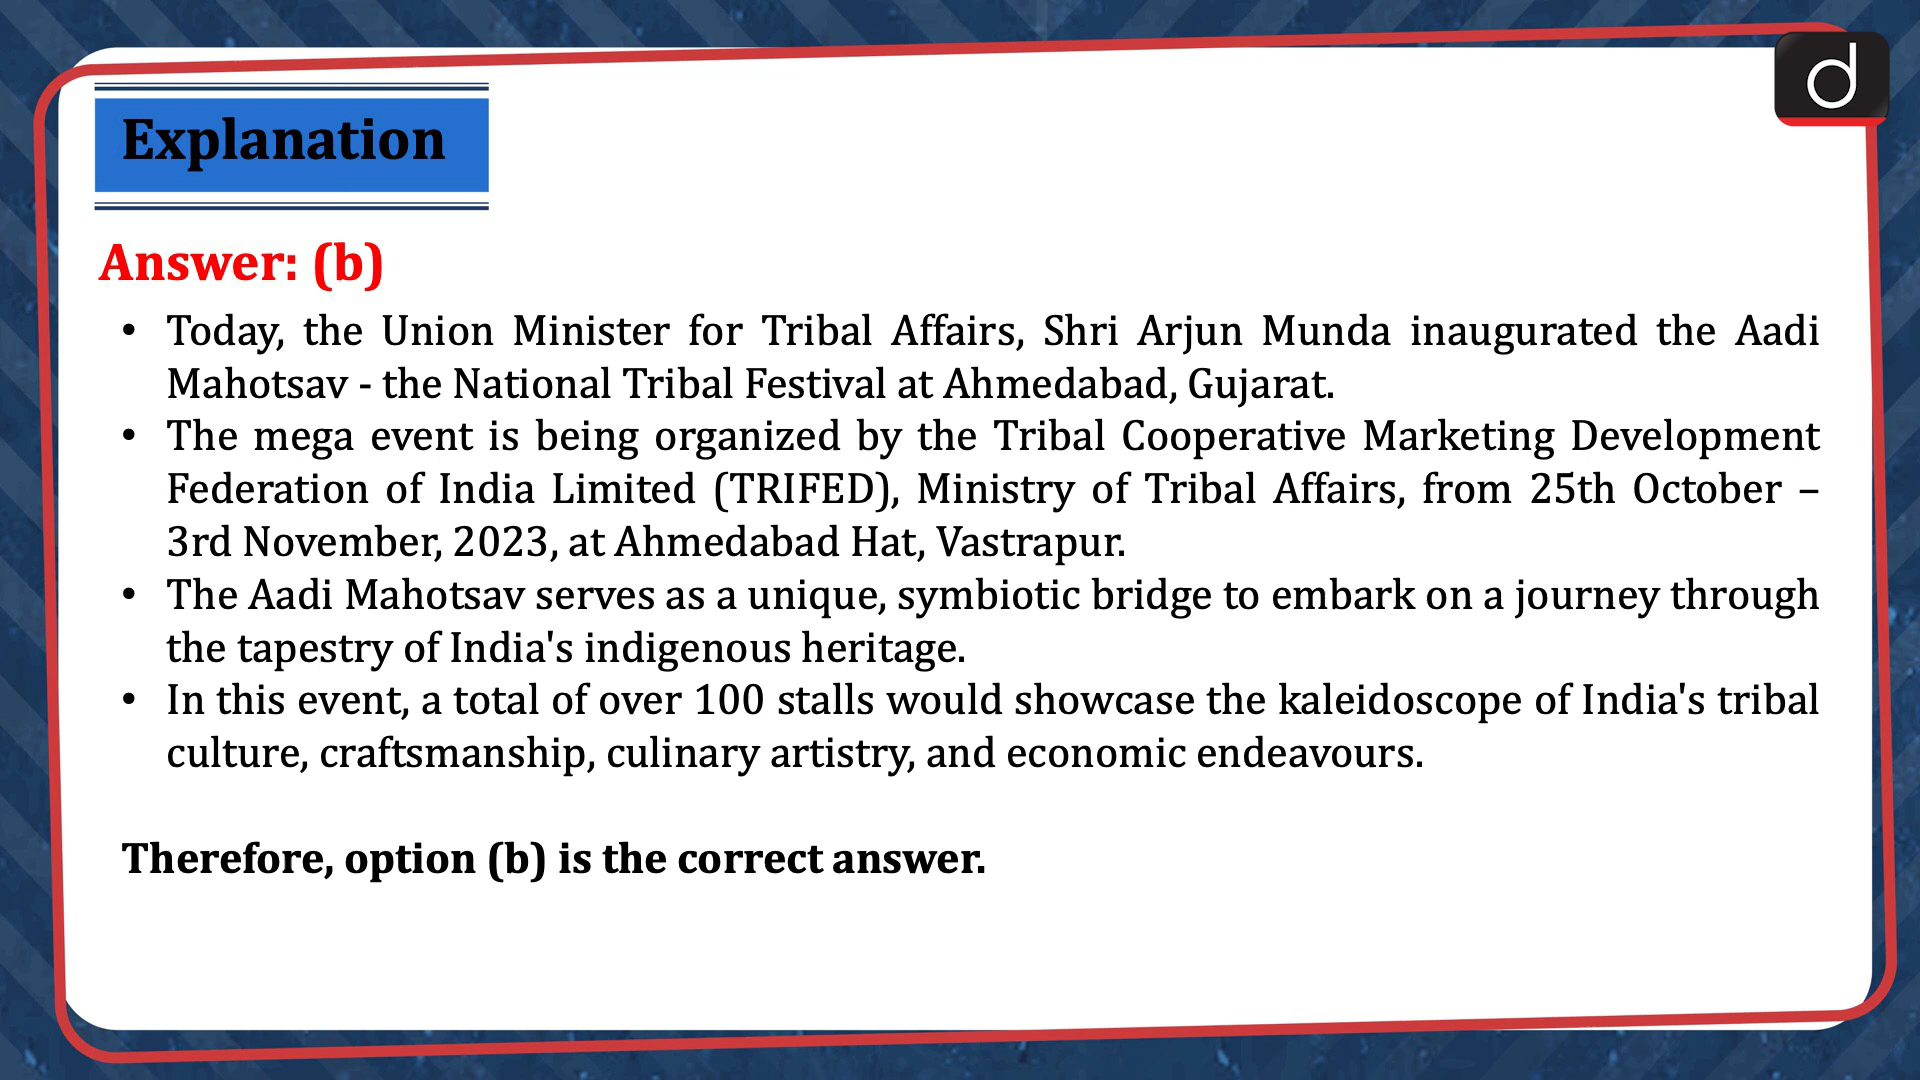 d
Explanation
Answer: (b)
• Today, the Union Minister for Tribal Affairs, Shri Arjun Munda inaugurated the Aadi
Mahotsav - the National Tribal Festival at Ahmedabad, Gujarat.
• The mega event is being organized by the Tribal Cooperative Marketing Development
Federation of India Limited (TRIFED), Ministry of Tribal Affairs, from 25th October –
3rd November, 2023, at Ahmedabad Hat, Vastrapur.
• The Aadi Mahotsav serves as a unique, symbiotic bridge to embark on a journey through
the tapestry of India's indigenous heritage.
• In this event, a total of over 100 stalls would showcase the kaleidoscope of India's tribal
culture, craftsmanship, culinary artistry, and economic endeavours.
Therefore, option (b) is the correct answer.